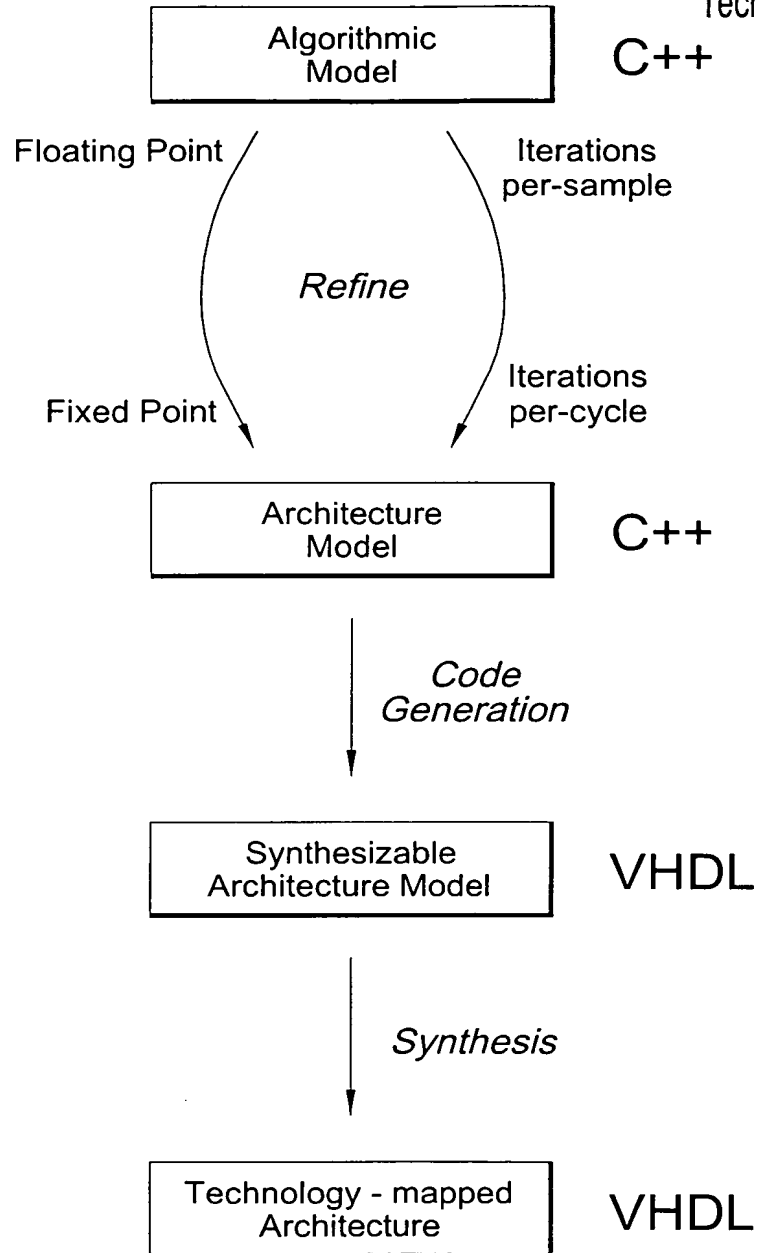 Algorithmic
Model
C++
Floating Point
Iterations
per-sample
Refine
Fixed Point
Iterations
per-cycle
Architecture
Model
C++
Code
Generation
Synthesizable
Architecture Model
VHDL
Synthesis
Technology - mapped
Architecture
VHDL